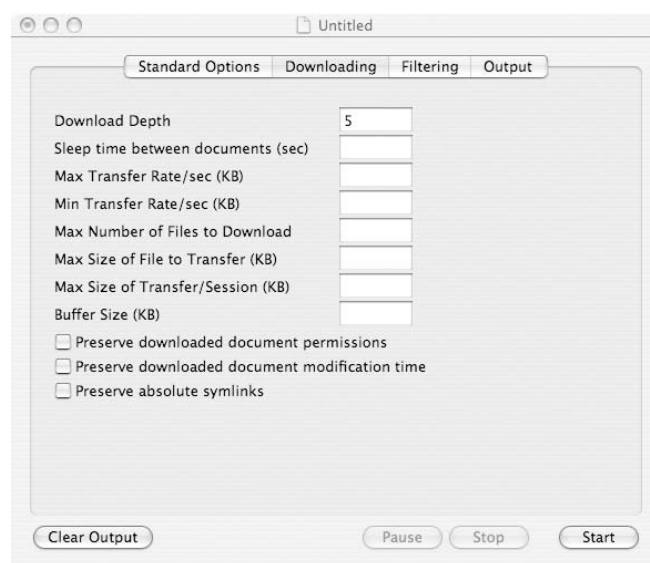 Untitled
Standard Options Downloading Filtering Output
Download Depth 5
Sleep time between documents (sec)
Max Transfer Rate/sec (KB)
Min Transfer Rate/sec (KB)
Max Number of Files to Download
Max Size of File to Transfer (KB)
Max Size of Transfer/Session (KB)
Buffer Size (KB)
Preserve downloaded document permissions
Preserve downloaded document modification time
Preserve absolute symlinks
Clear Output Pause Stop Start